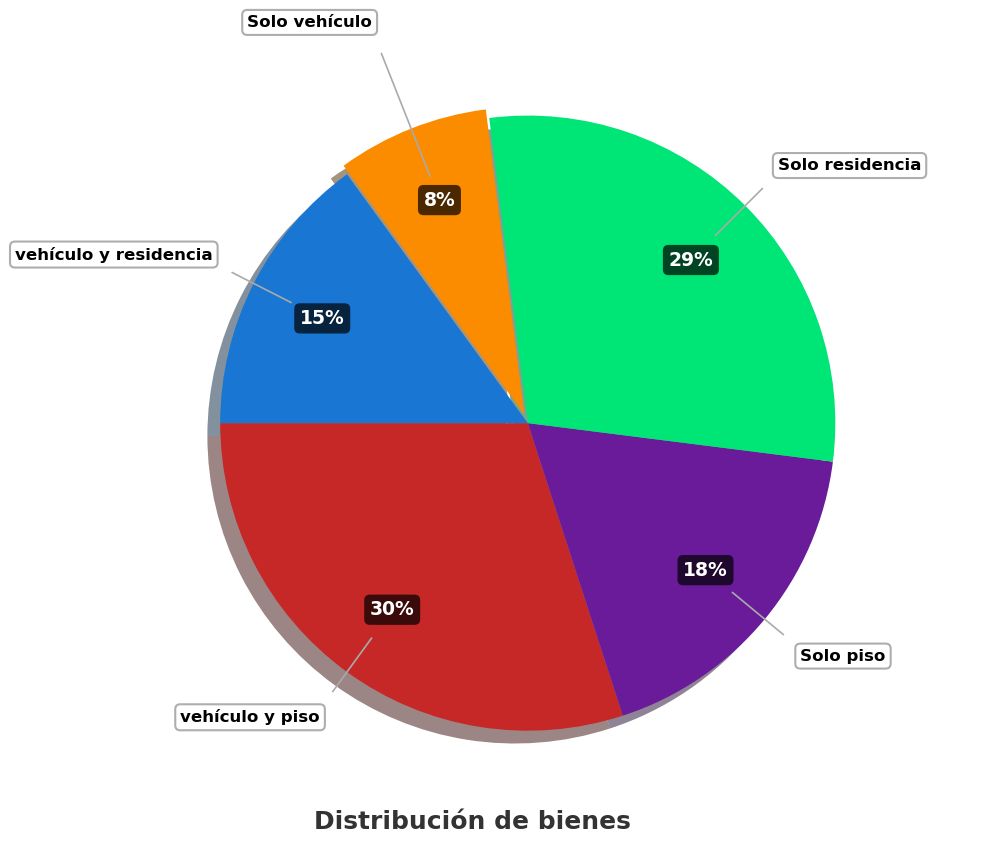 Solo vehículo
Solo residencia
8%
vehículo y residencia
29%
15%
18%
30%
Solo piso
vehículo y piso
Distribución de bienes